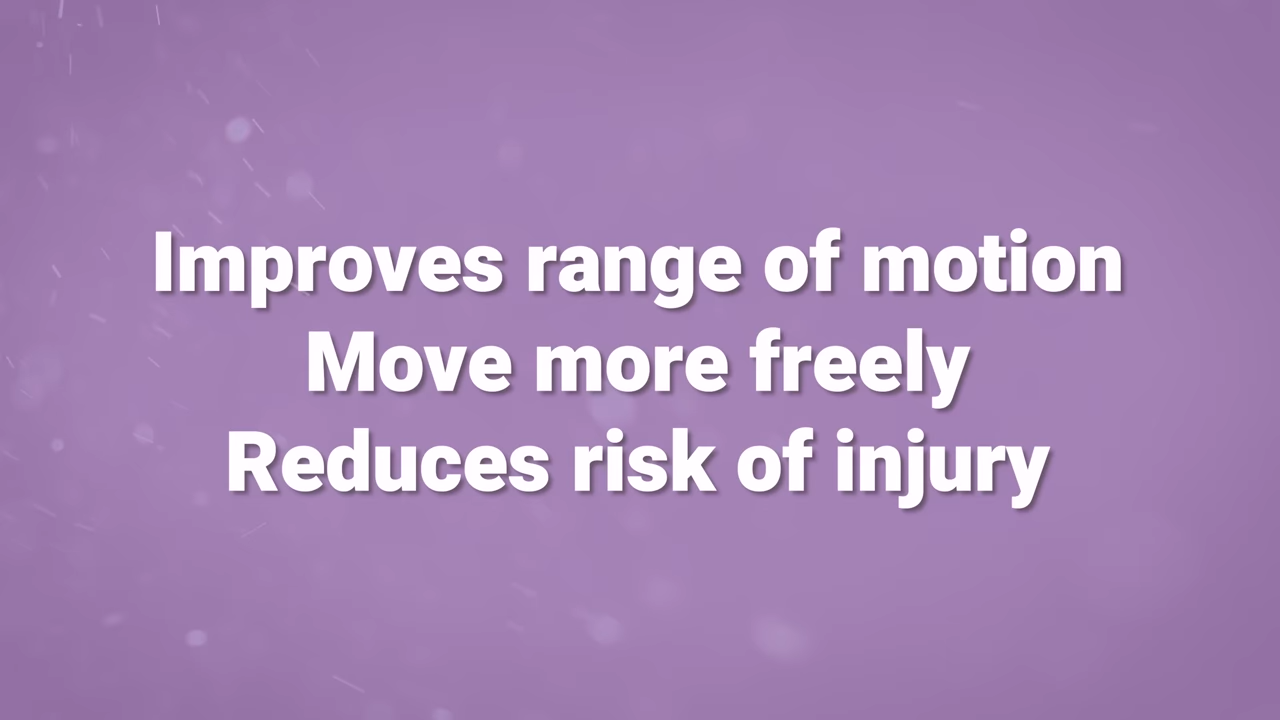 Improves range of motion
Move more freely
Reduces risk of injury